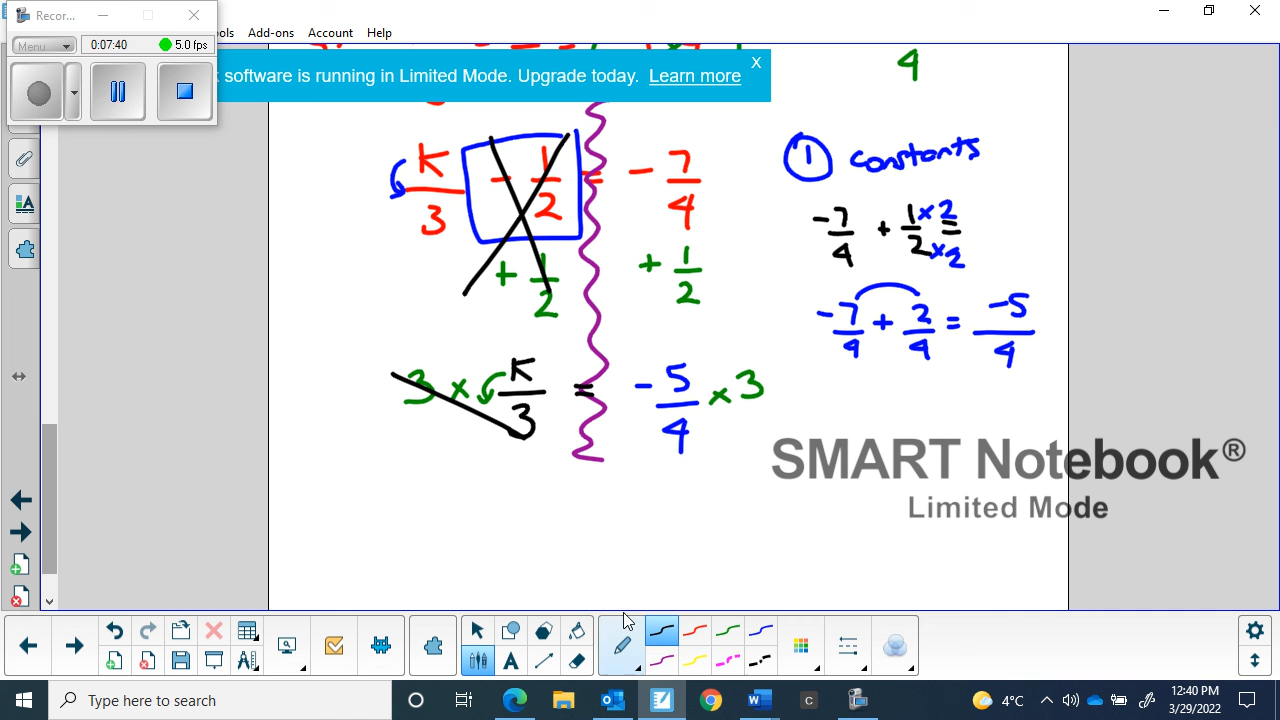 Recor...
Menu
0:07:40
5.0 fps
ols Add-ons Account Help
k software is running in Limited Mode. Upgrade today. Learn more X
4
K/3 - 1/2 = - 7/4
+ 1/2 + 1/2
3 × K/3 = - 5/4 × 3
1 constants
-7/4 + 1/2 ×2/×2 =
-7/4 + 2/4 = -5/4
SMART Notebook®
Limited Mode
A
Type here to search
C
4°C
12:40 PM
3/29/2022